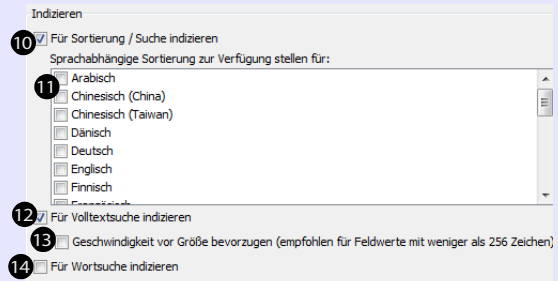 Indizieren
10 Für Sortierung / Suche indizieren
Sprachabhängige Sortierung zur Verfügung stellen für:
11 Arabisch
Chinesisch (China)
Chinesisch (Taiwan)
Dänisch
Deutsch
Englisch
Finnisch
12 Für Volltextsuche indizieren
13 Geschwindigkeit vor Größe bevorzugen (empfohlen für Feldwerte mit weniger als 256 Zeichen)
14 Für Wortsuche indizieren